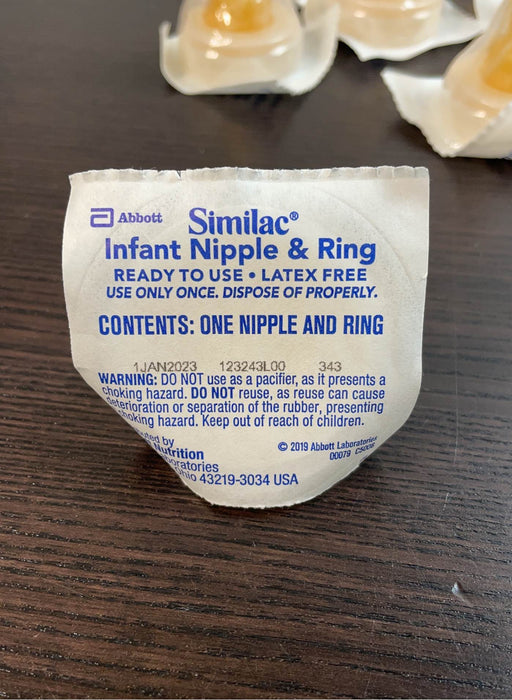 Abbott
Similac®
Infant Nipple & Ring
READY TO USE • LATEX FREE
USE ONLY ONCE. DISPOSE OF PROPERLY.
CONTENTS: ONE NIPPLE AND RING
1JAN2023 123243L00 343
WARNING: DO NOT use as a pacifier, as it presents a
choking hazard. DO NOT reuse, as reuse can cause
deterioration or separation of the rubber, presenting
choking hazard. Keep out of reach of children.
by
Nutrition
© 2019 Abbott Laboratories
00079
43219-3034 USA